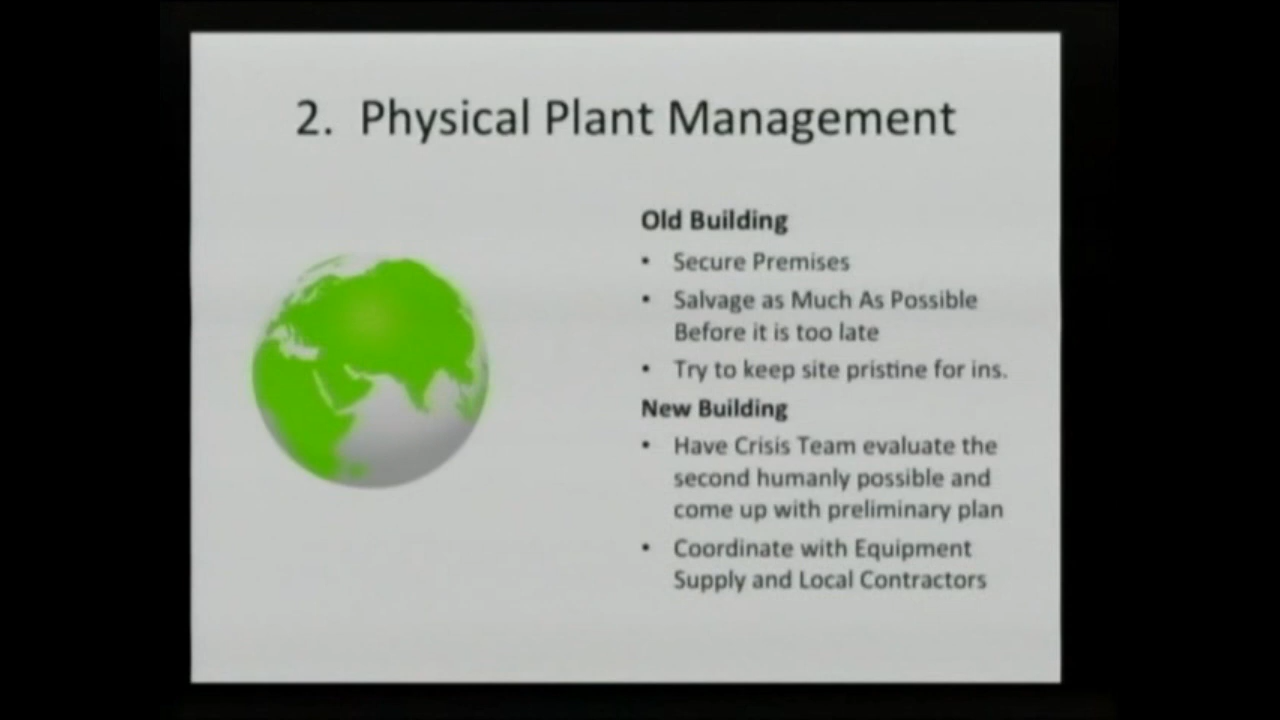 2. Physical Plant Management
Old Building
• Secure Premises
• Salvage as Much As Possible
Before it is too late
• Try to keep site pristine for ins.
New Building
• Have Crisis Team evaluate the
second humanly possible and
come up with preliminary plan
• Coordinate with Equipment
Supply and Local Contractors